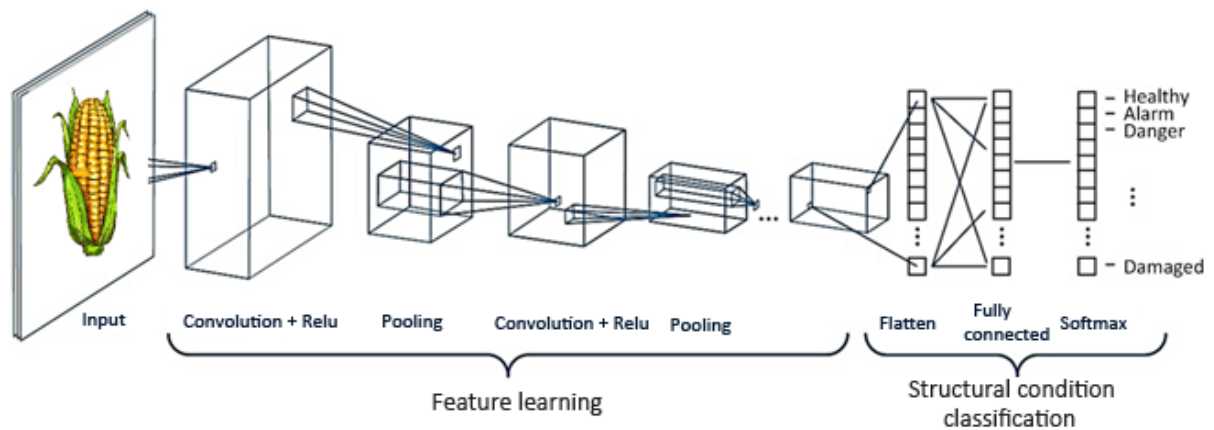 Healthy
Alarm
Danger
Damaged
Input
Convolution + Relu
Pooling
Convolution + Relu
Pooling
Flatten
Fully
connected
Softmax
Feature learning
Structural condition
classification